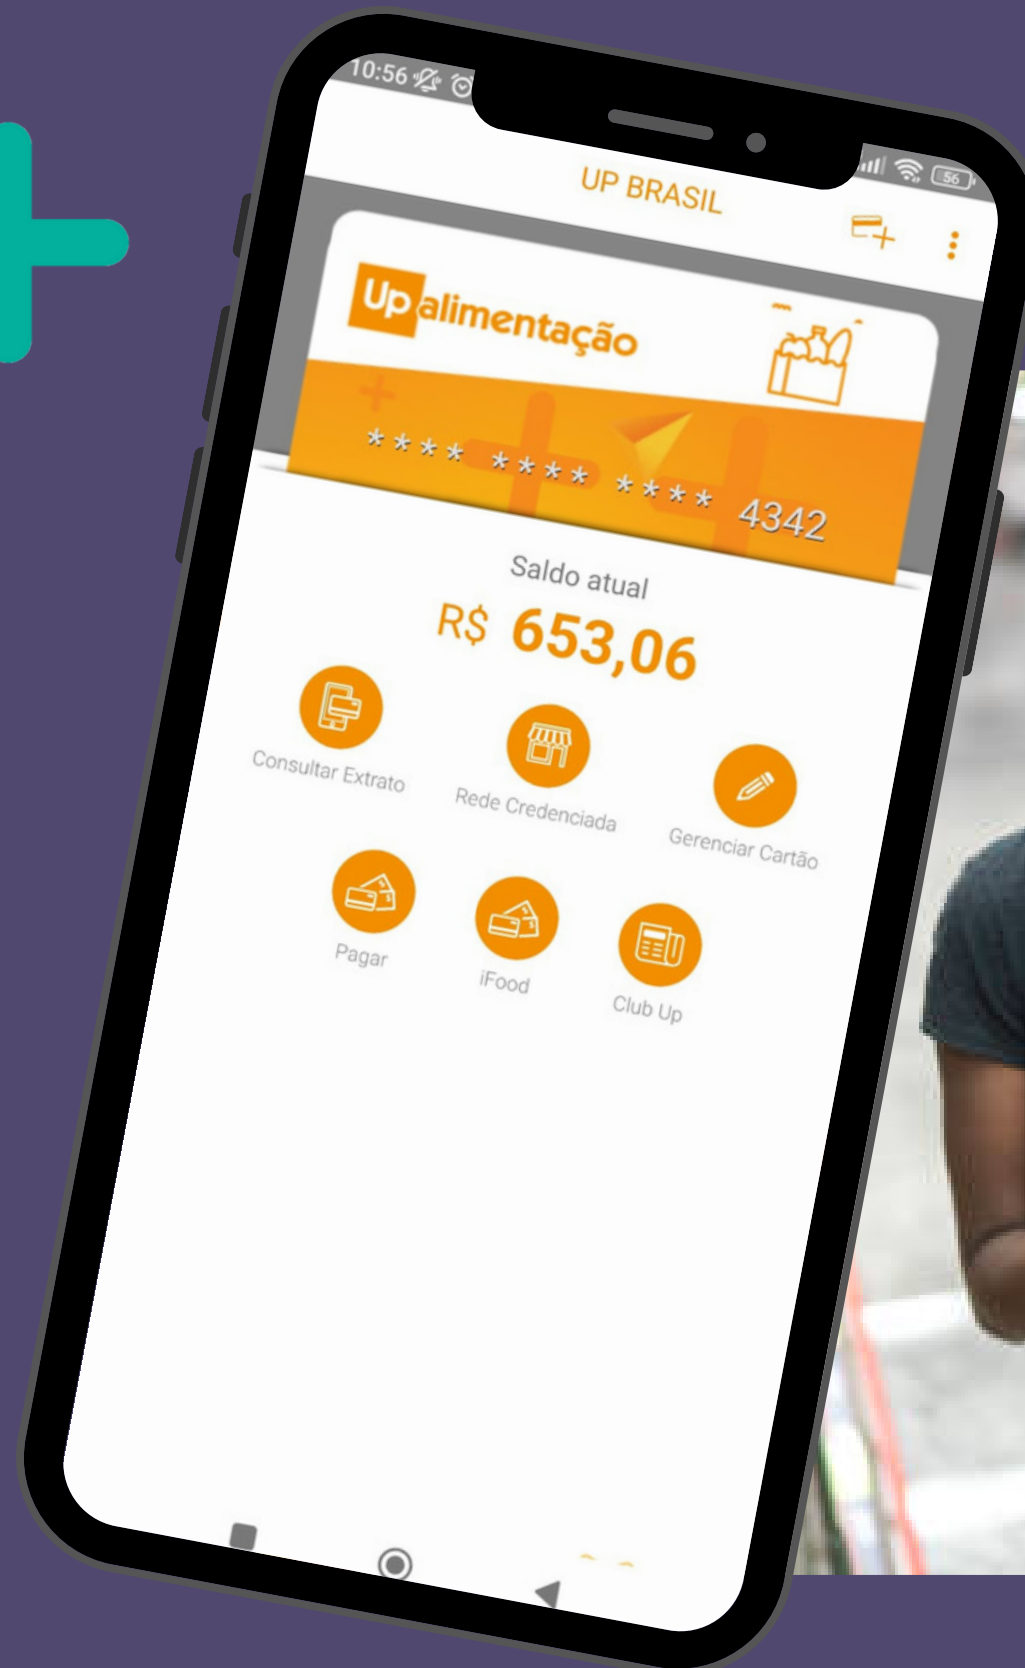 10:56
56
UP BRASIL
Up alimentação
**** **** **** 4342
Saldo atual
R$ 653,06
Consultar Extrato
Rede Credenciada
Gerenciar Cartão
Pagar
iFood
Club Up